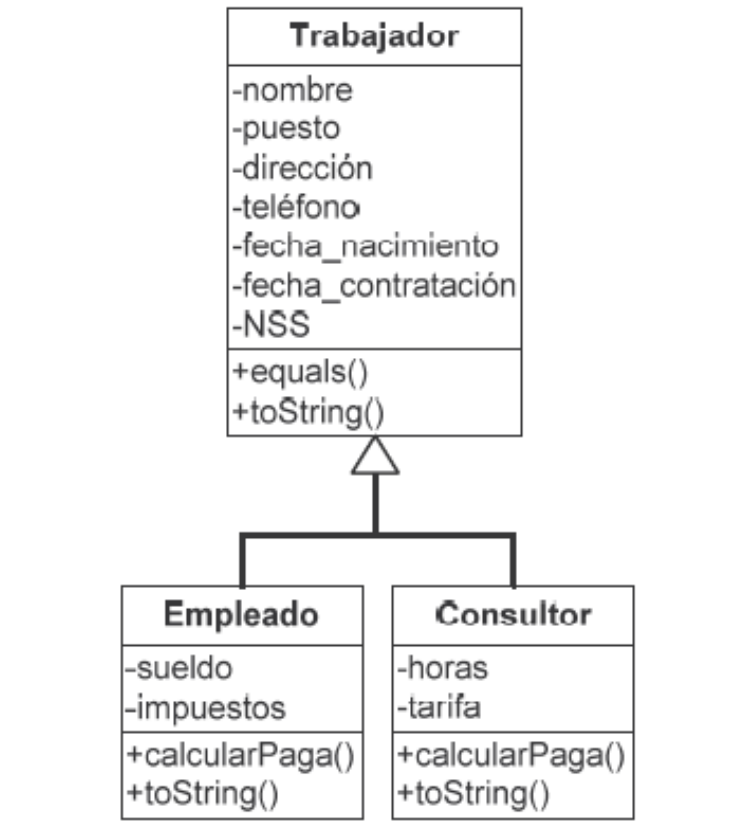 Trabajador
-nombre
-puesto
-dirección
-teléfono
-fecha_nacimiento
-fecha_contratación
-NSS
+equals()
+toString()
Empleado
-sueldo
-impuestos
+calcularPaga()
+toString()
Consultor
-horas
-tarifa
+calcularPaga()
+toString()